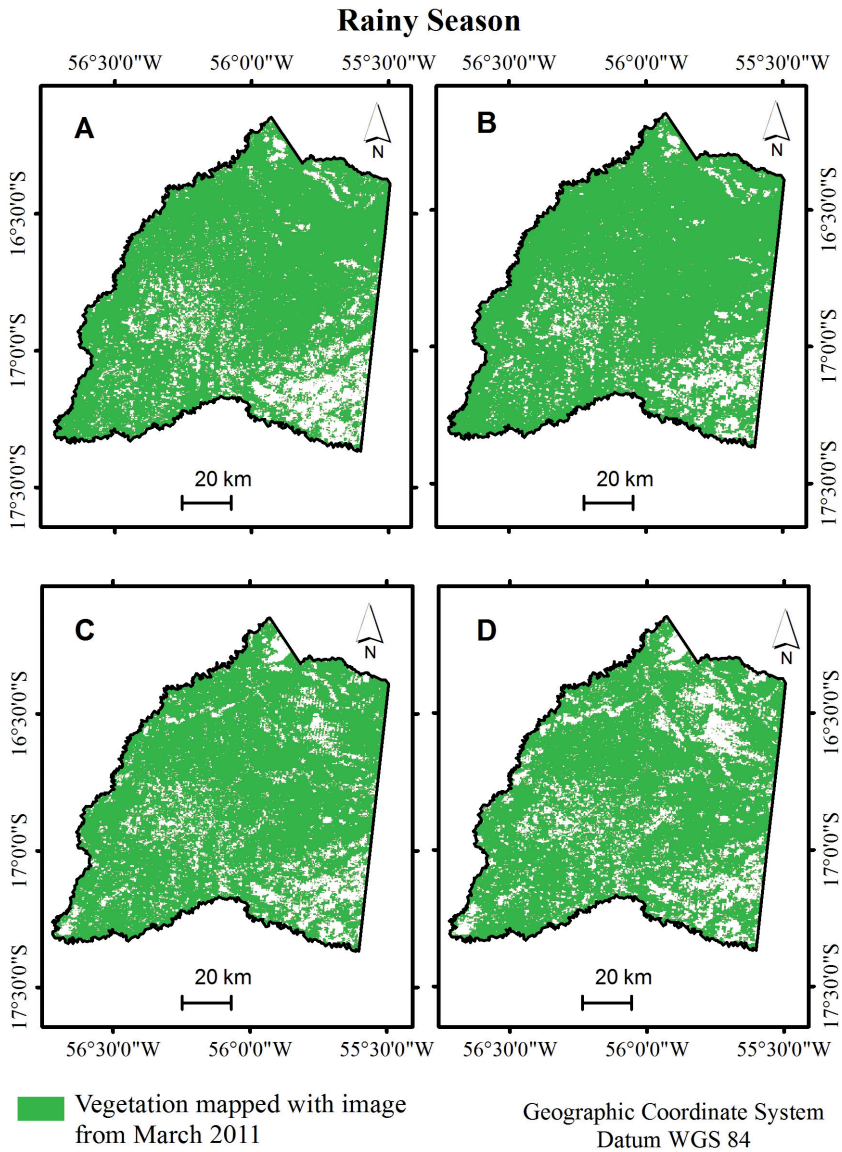 Rainy Season
56°30'0"W 56°0'0"W 55°30'0"W 56°30'0"W 56°0'0"W 55°30'0"W
A
N
16°30'0"S
17°0'0"S
17°30'0"S
20 km
B
N
16°30'0"S
17°0'0"S
17°30'0"S
20 km
C
N
16°30'0"S
17°0'0"S
17°30'0"S
20 km
D
N
16°30'0"S
17°0'0"S
17°30'0"S
20 km
56°30'0"W 56°0'0"W 55°30'0"W 56°30'0"W 56°0'0"W 55°30'0"W
Vegetation mapped with image
from March 2011
Geographic Coordinate System
Datum WGS 84